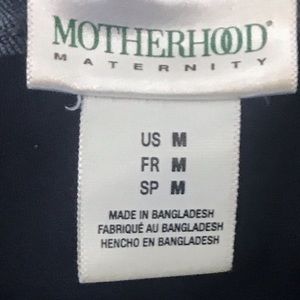 MOTHERHOOD®
MATERNITY
US M
FR M
SP M
MADE IN BANGLADESH
FABRIQUÉ AU BANGLADESH
HENCHO EN BANGLADESH